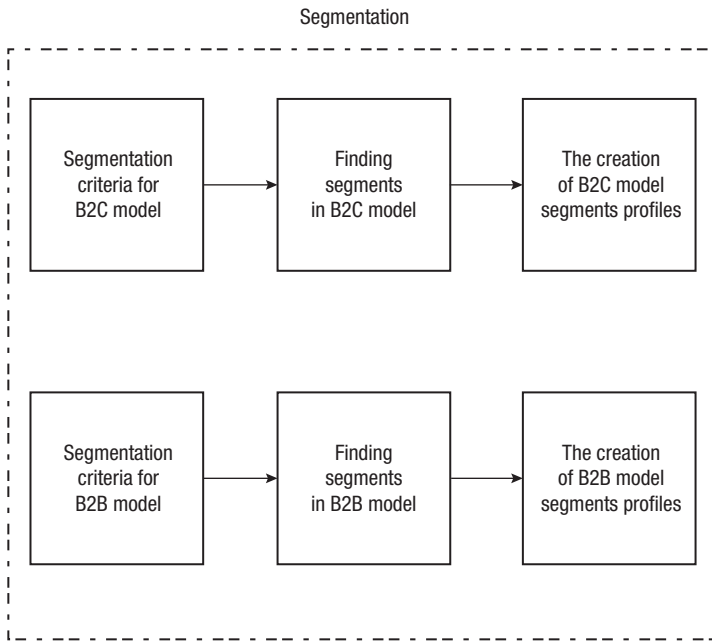 Segmentation
Segmentation
criteria for
B2C model
Finding
segments
in B2C model
The creation
of B2C model
segments profiles
Segmentation
criteria for
B2B model
Finding
segments
in B2B model
The creation
of B2B model
segments profiles